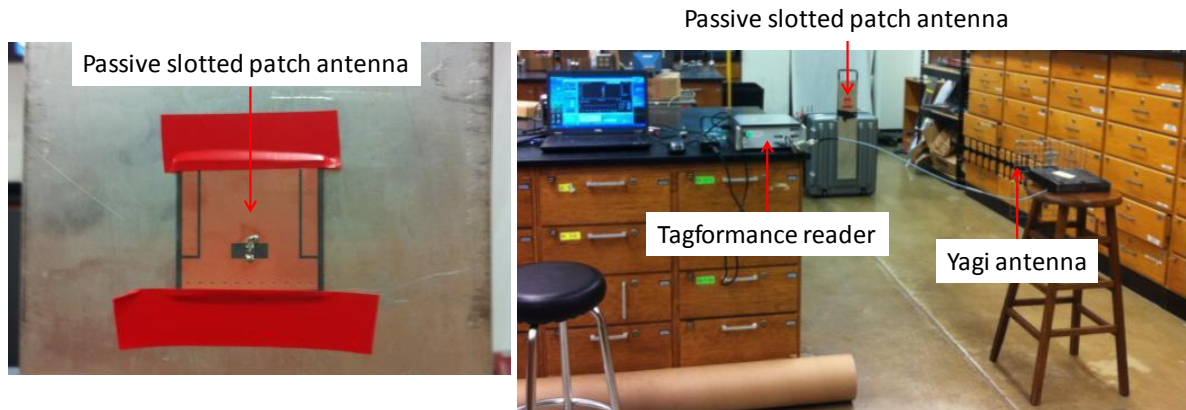 Passive slotted patch antenna
Passive slotted patch antenna
Tagformance reader
Yagi antenna